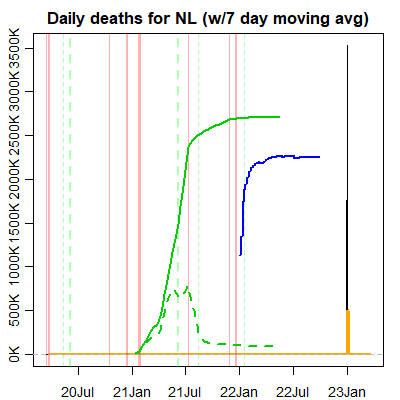 Daily deaths for NL (w/7 day moving avg)
3500K
3000K
2500K
2000K
1500K
1000K
500K
0K
20Jul 21Jan 21Jul 22Jan 22Jul 23Jan